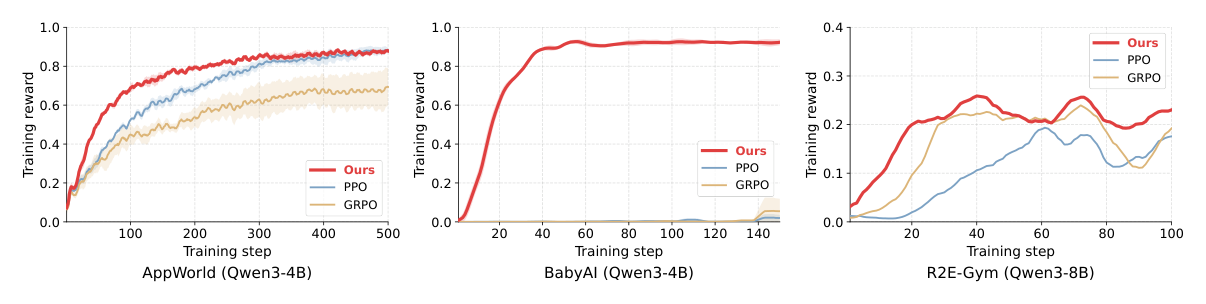 1.0
0.8
0.6
0.4
0.2
0.0
Training reward
100 200 300 400 500
Training step
Ours
PPO
GRPO
AppWorld (Qwen3-4B)
1.0
0.8
0.6
0.4
0.2
0.0
Training reward
20 40 60 80 100 120 140
Training step
Ours
PPO
GRPO
BabyAI (Qwen3-4B)
0.4
0.3
0.2
0.1
0.0
Training reward
20 40 60 80 100
Training step
Ours
PPO
GRPO
R2E-Gym (Qwen3-8B)